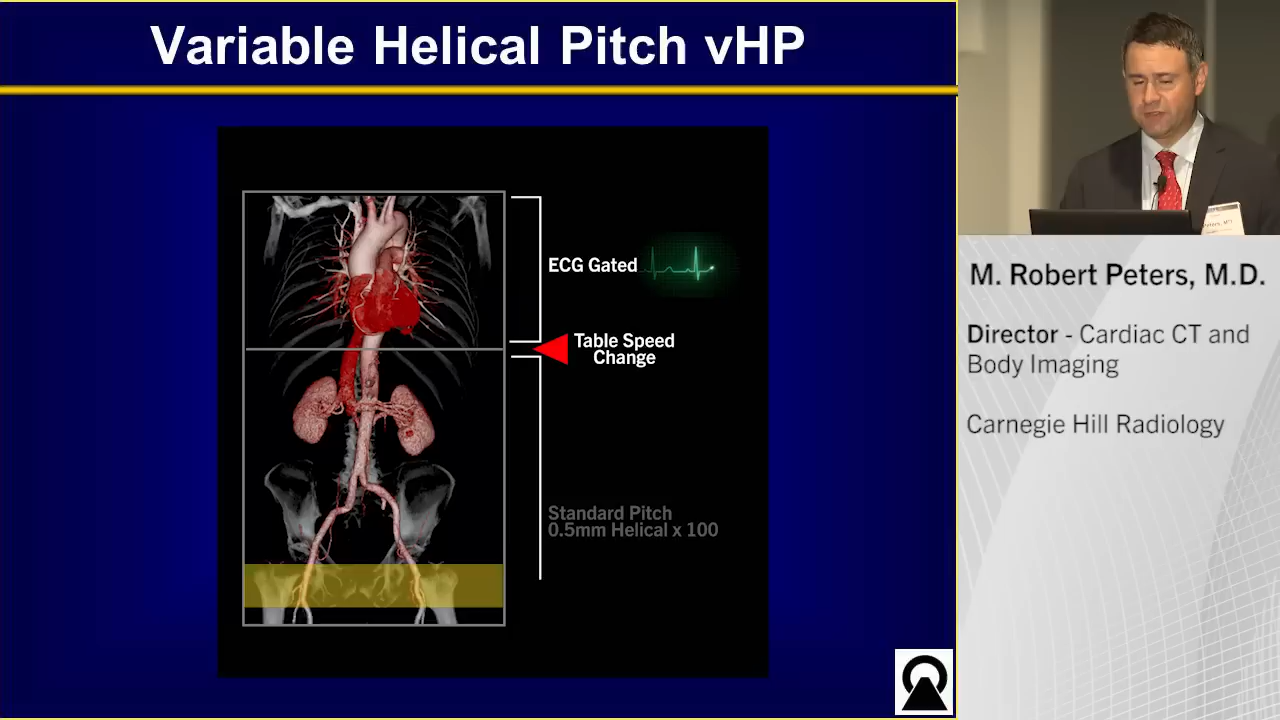 Variable Helical Pitch vHP
ECG Gated
Table Speed
Change
Standard Pitch
0.5mm Helical x 100
M. Robert Peters, M.D.
Director - Cardiac CT and
Body Imaging
Carnegie Hill Radiology